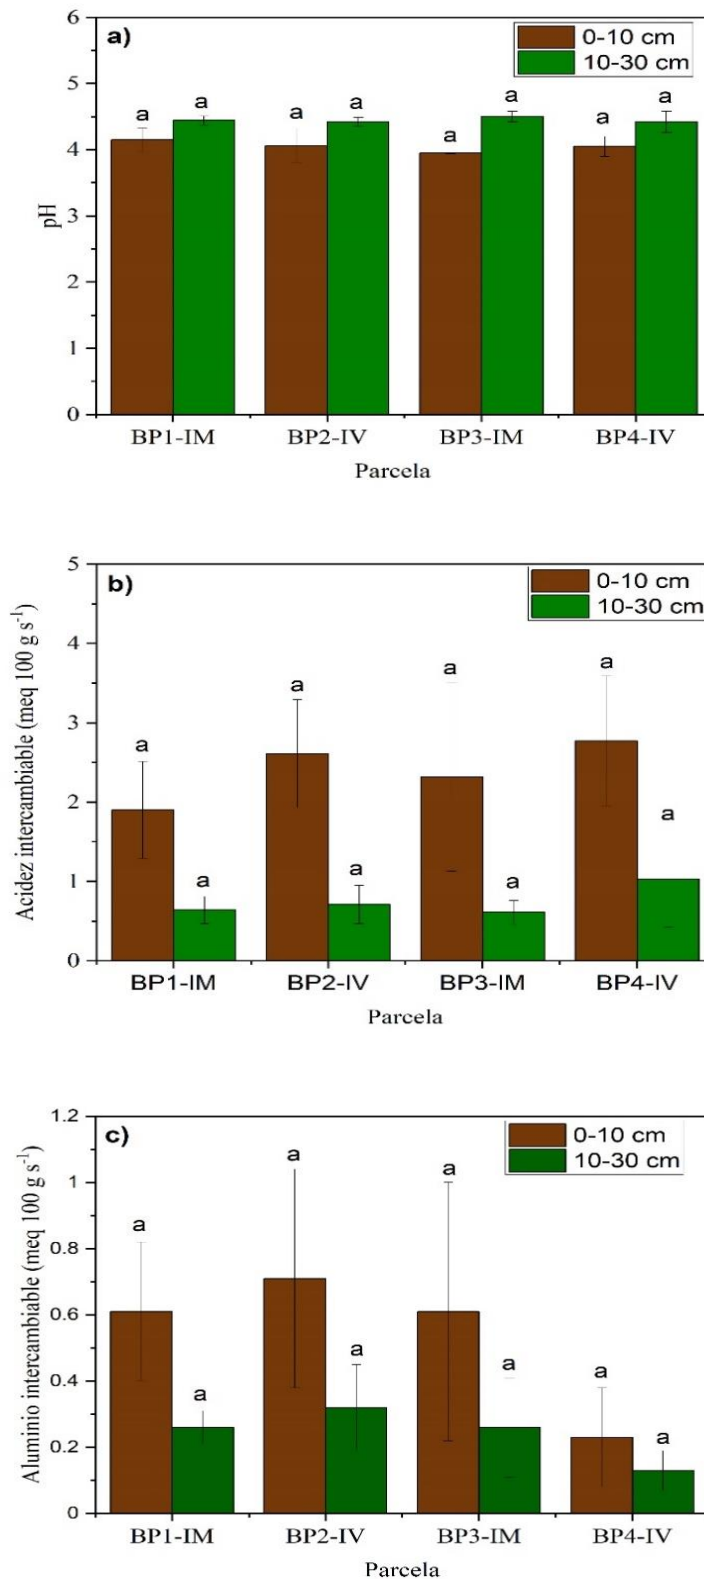 a)
0-10 cm
10-30 cm
6
5
4
3
2
1
0
pH
a a a a a a a a
BP1-IM BP2-IV BP3-IM BP4-IV
Parcela
b)
0-10 cm
10-30 cm
5
4
3
2
1
0
Acidez intercambiable (meq 100 g s⁻¹)
a a a a a a a a
BP1-IM BP2-IV BP3-IM BP4-IV
Parcela
c)
0-10 cm
10-30 cm
1.2
1
0.8
0.6
0.4
0.2
0
Aluminio intercambiable (meq 100 g s⁻¹)
a a a a a a a a
BP1-IM BP2-IV BP3-IM BP4-IV
Parcela